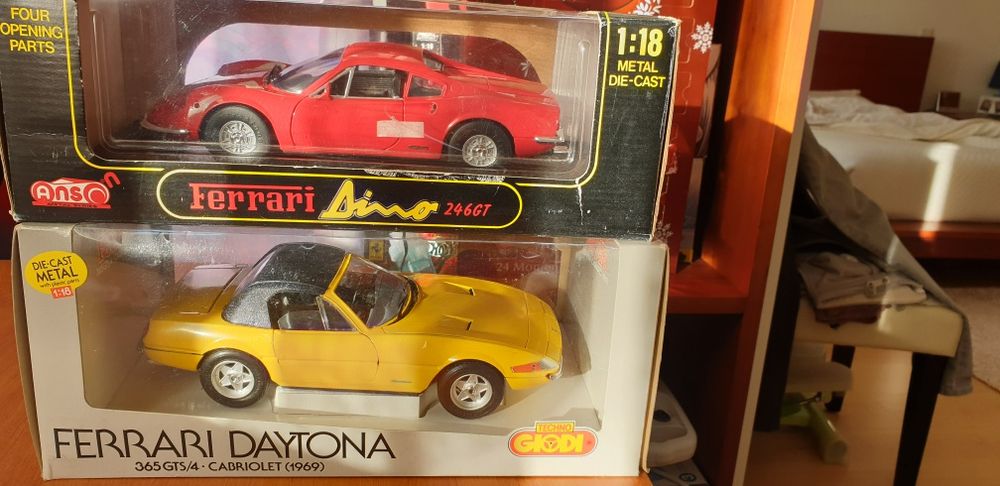 FOUR
OPENING
PARTS
1:18
METAL
DIE-CAST
ANSON
Ferrari Dino 246GT
DIE-CAST
METAL
with plastic parts
1:18
FERRARI DAYTONA
365 GTS/4 · CABRIOLET (1969)
TECHNO
GIODI